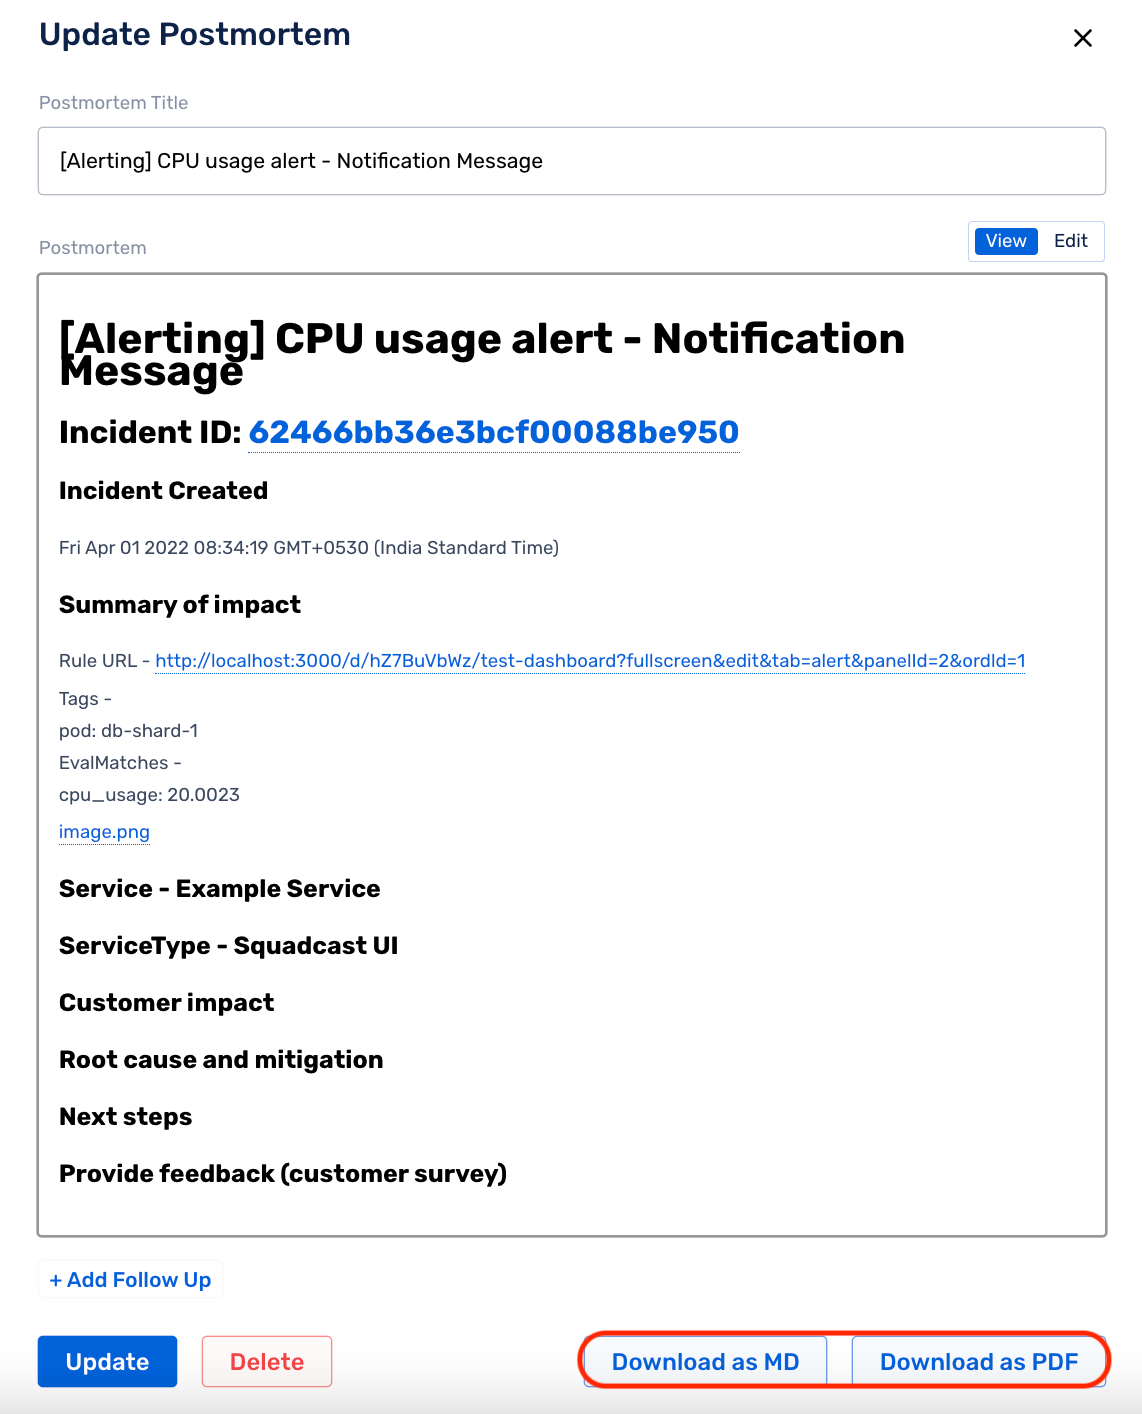 Update Postmortem
Postmortem Title
[Alerting] CPU usage alert - Notification Message
Postmortem
View Edit
[Alerting] CPU usage alert - Notification
Message
Incident ID: 62466bb36e3bcf00088be950
Incident Created
Fri Apr 01 2022 08:34:19 GMT+0530 (India Standard Time)
Summary of impact
Rule URL - http://localhost:3000/d/hZ7BuVbWz/test-dashboard?fullscreen&edit&tab=alert&panelId=2&ordId=1
Tags -
pod: db-shard-1
EvalMatches -
cpu_usage: 20.0023
image.png
Service - Example Service
ServiceType - Squadcast UI
Customer impact
Root cause and mitigation
Next steps
Provide feedback (customer survey)
+ Add Follow Up
Update Delete Download as MD Download as PDF